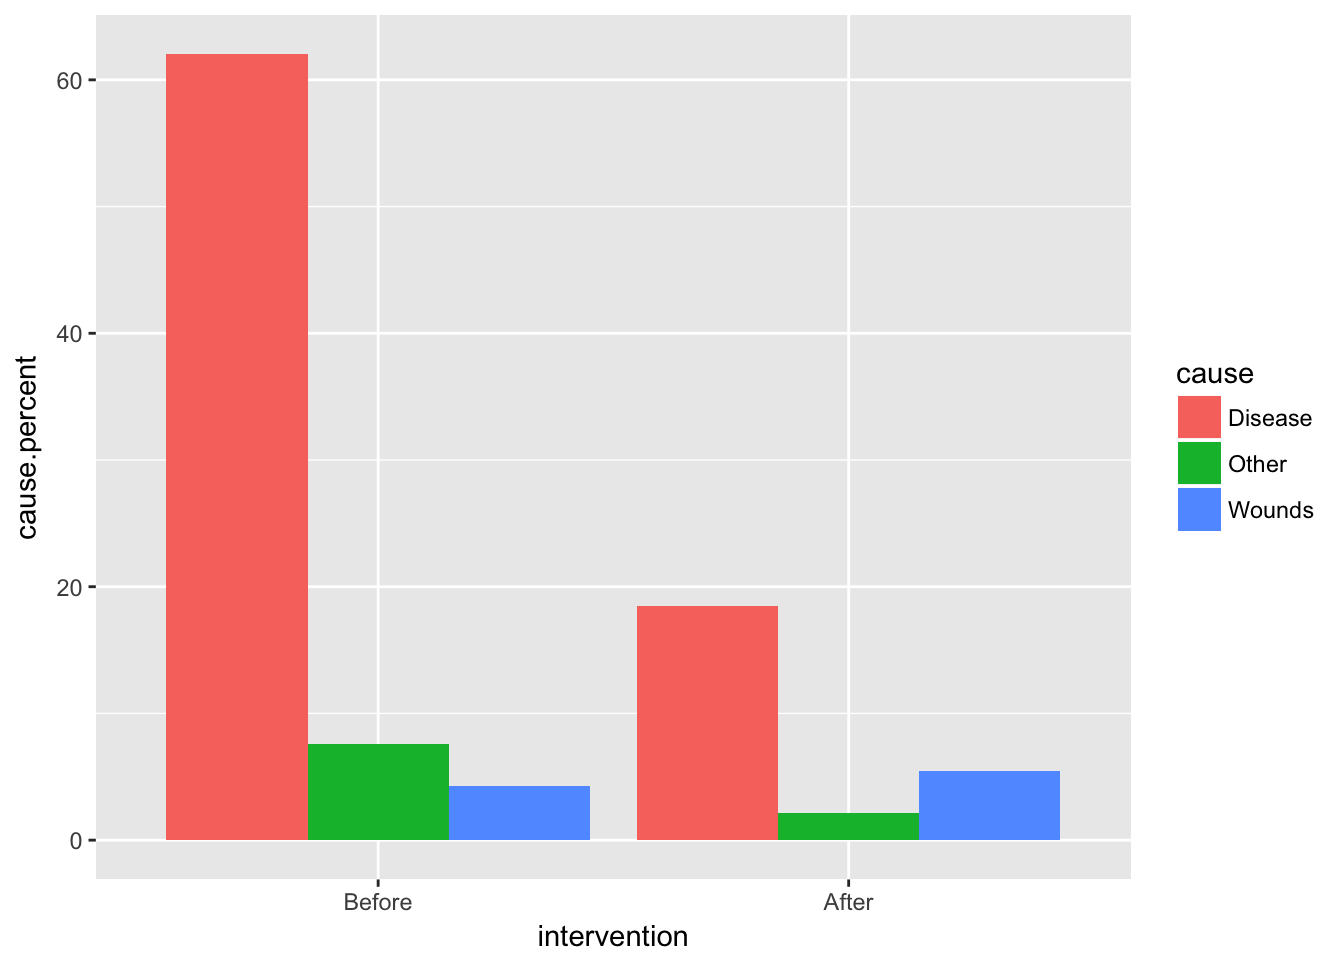 60
40
20
0
cause.percent
Before
After
intervention
cause
Disease
Other
Wounds